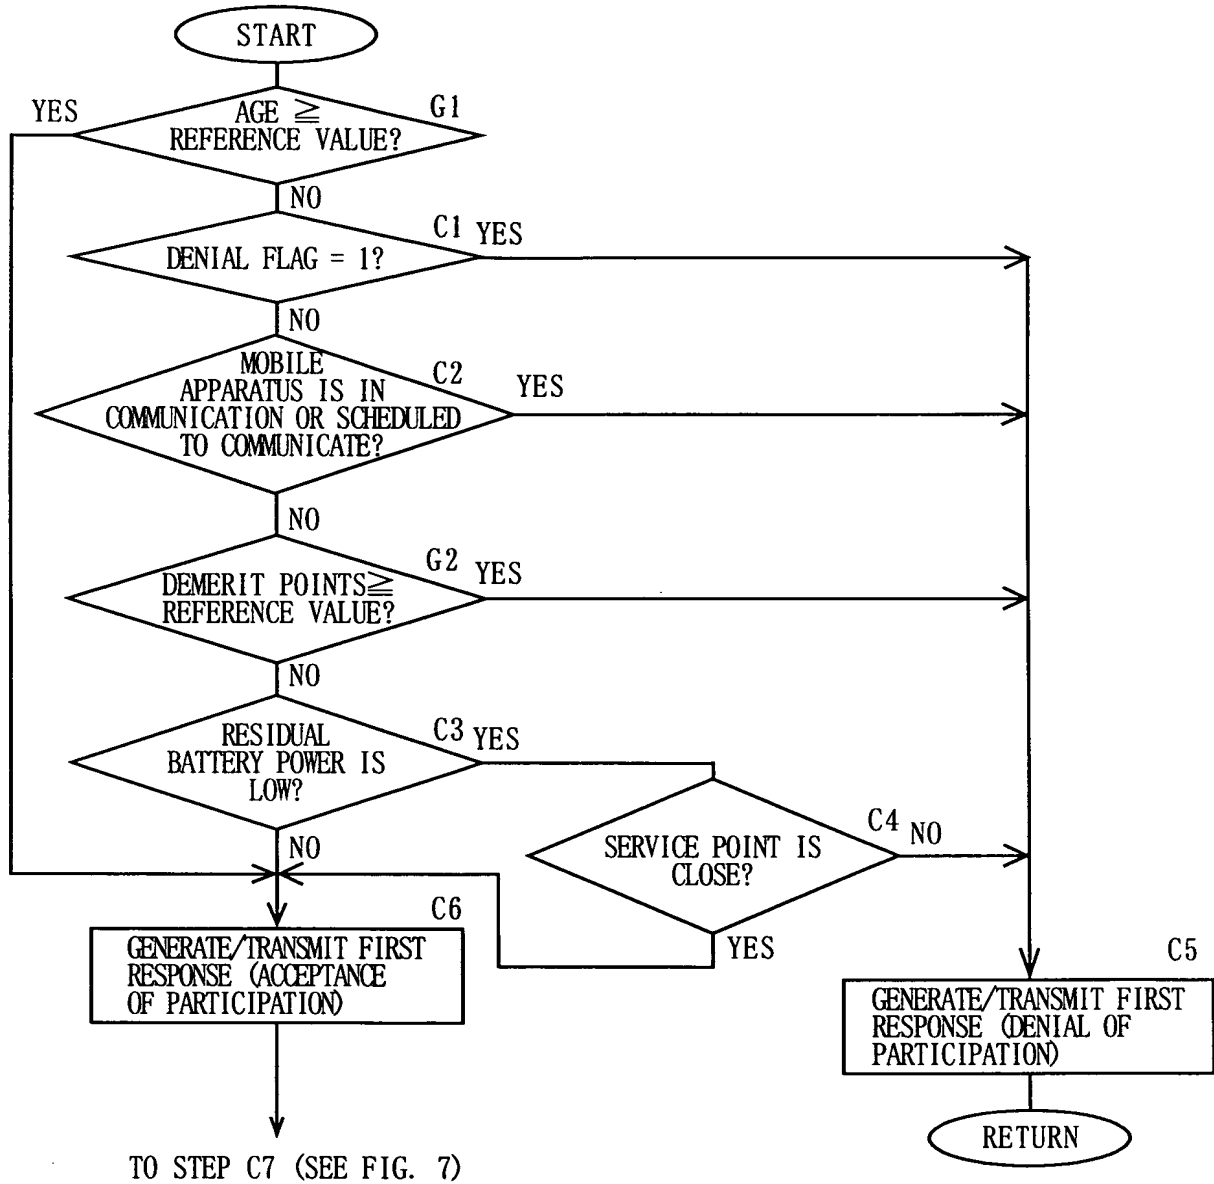 START
YES
AGE ≧
REFERENCE VALUE?
G1
NO
DENIAL FLAG = 1?
C1
YES
NO
MOBILE
APPARATUS IS IN
COMMUNICATION OR SCHEDULED
TO COMMUNICATE?
C2
YES
NO
DEMERIT POINTS≧
REFERENCE VALUE?
G2
YES
NO
RESIDUAL
BATTERY POWER IS
LOW?
C3
YES
NO
SERVICE POINT IS
CLOSE?
C4
NO
YES
C6
GENERATE/TRANSMIT FIRST
RESPONSE (ACCEPTANCE
OF PARTICIPATION)
C5
GENERATE/TRANSMIT FIRST
RESPONSE (DENIAL OF
PARTICIPATION)
RETURN
TO STEP C7 (SEE FIG. 7)